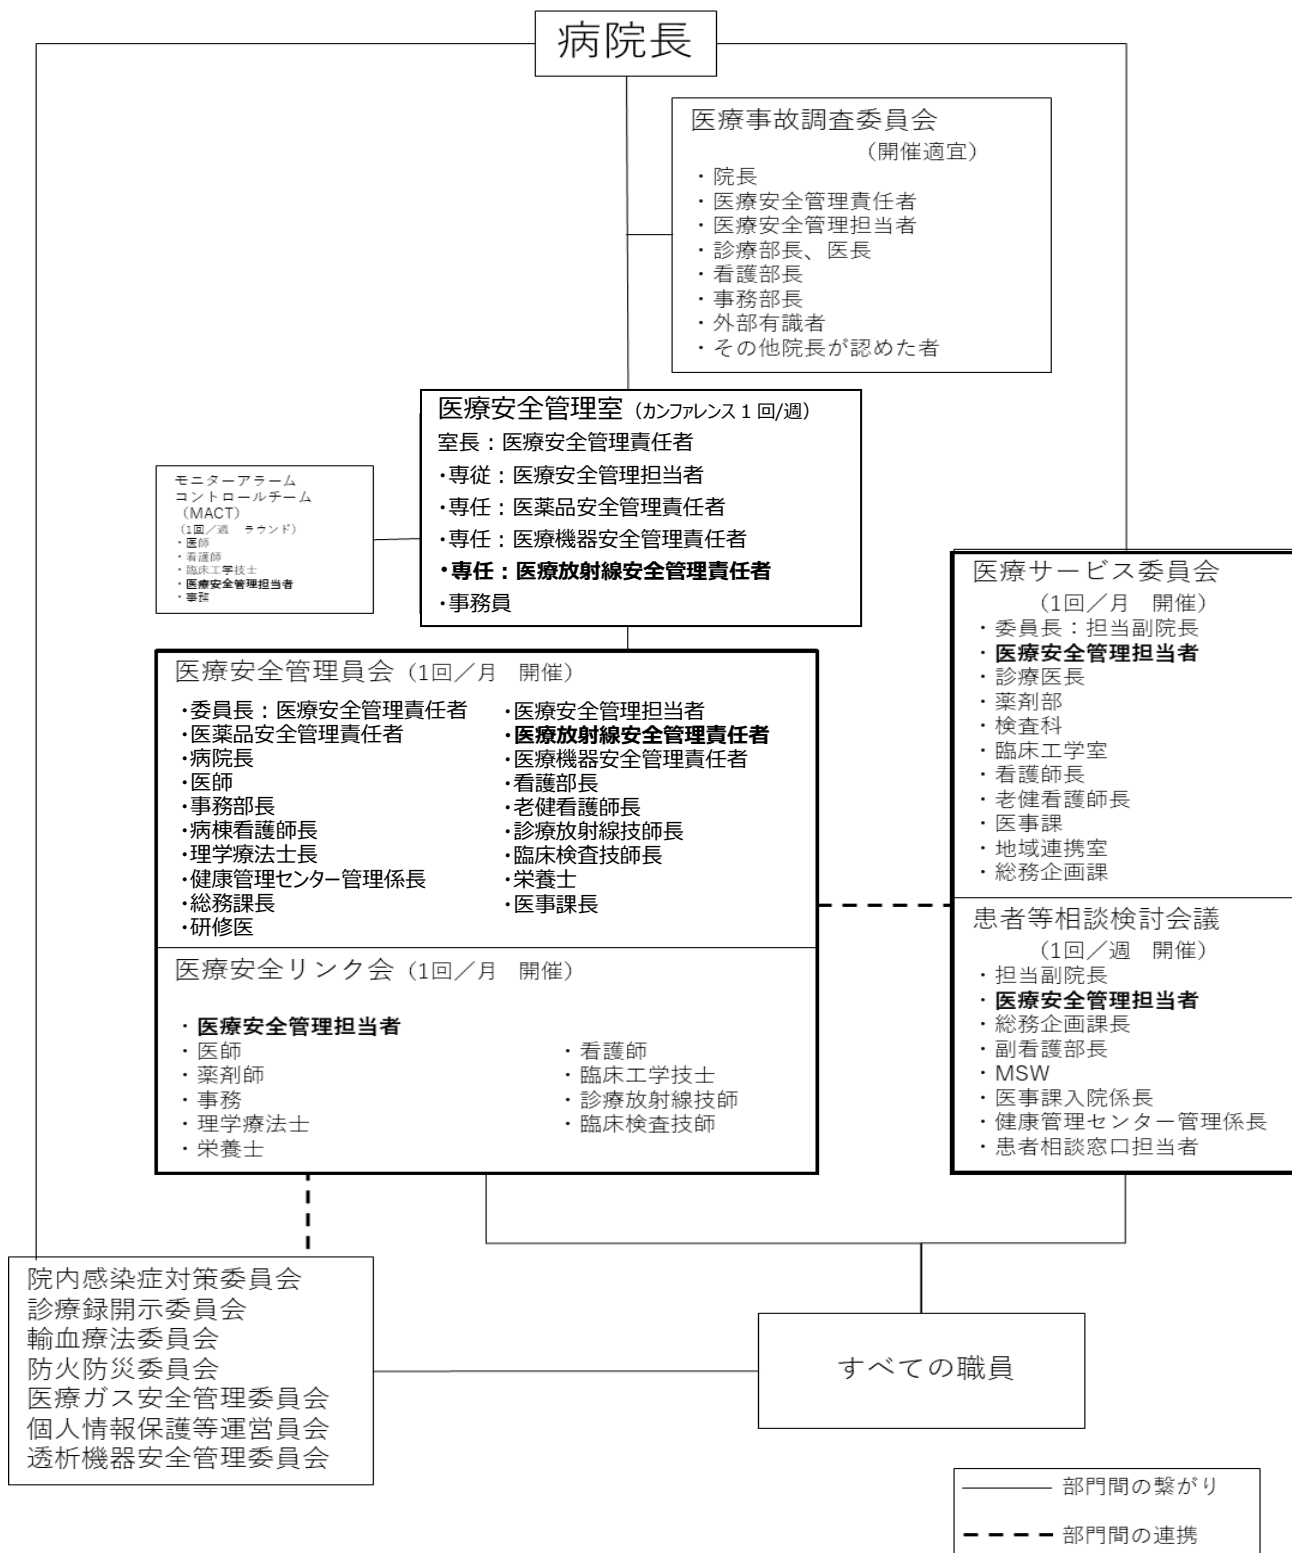 病院長
医療事故調査委員会
（開催適宜）
・院長
・医療安全管理責任者
・医療安全管理担当者
・診療部長、医長
・看護部長
・事務部長
・外部有識者
・その他院長が認めた者
医療安全管理室（カンファレンス 1 回/週）
室長：医療安全管理責任者
・専従：医療安全管理担当者
・専任：医薬品安全管理責任者
・専任：医療機器安全管理責任者
・専任：医療放射線安全管理責任者
・事務員
モニターアラーム
コントロールチーム
（MACT）
（1回／週　ラウンド）
・医師
・看護師
・臨床工学技士
・医療安全管理担当者
・事務
医療安全管理員会（1回／月　開催）
・委員長：医療安全管理責任者
・医薬品安全管理責任者
・病院長
・医師
・事務部長
・病棟看護師長
・理学療法士長
・健康管理センター管理係長
・総務課長
・研修医
・医療安全管理担当者
・医療放射線安全管理責任者
・医療機器安全管理責任者
・看護部長
・老健看護師長
・診療放射線技師長
・臨床検査技師長
・栄養士
・医事課長
医療安全リンク会（1回／月　開催）
・医療安全管理担当者
・医師
・薬剤師
・事務
・理学療法士
・栄養士
・看護師
・臨床工学技士
・診療放射線技師
・臨床検査技師
医療サービス委員会
（1回／月　開催）
・委員長：担当副院長
・医療安全管理担当者
・診療医長
・薬剤部
・検査科
・臨床工学室
・看護師長
・老健看護師長
・医事課
・地域連携室
・総務企画課
患者等相談検討会議
（1回／週　開催）
・担当副院長
・医療安全管理担当者
・総務企画課長
・副看護部長
・MSW
・医事課入院係長
・健康管理センター管理係長
・患者相談窓口担当者
院内感染症対策委員会
診療録開示委員会
輸血療法委員会
防火防災委員会
医療ガス安全管理委員会
個人情報保護等運営員会
透析機器安全管理委員会
すべての職員
部門間の繋がり
部門間の連携